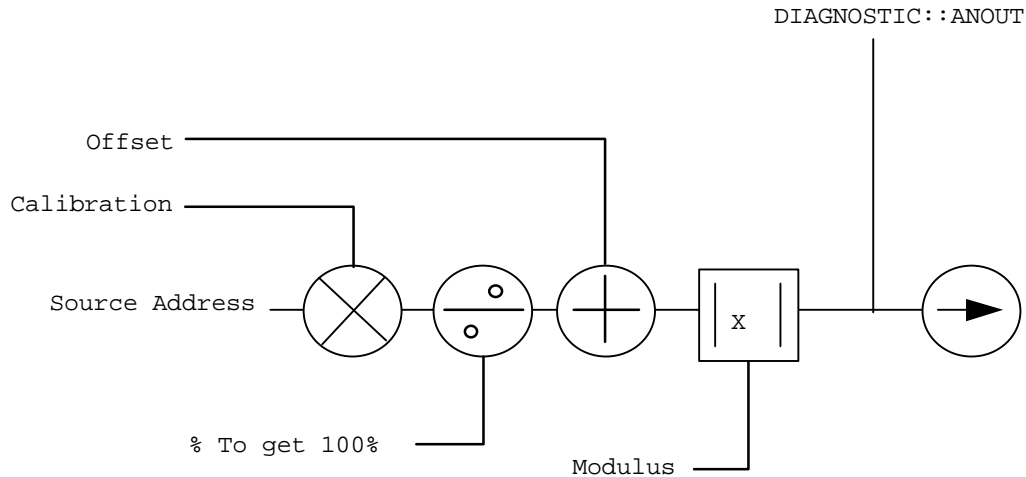 DIAGNOSTIC::ANOUT
Offset
Calibration
Source Address
X
% To get 100%
Modulus